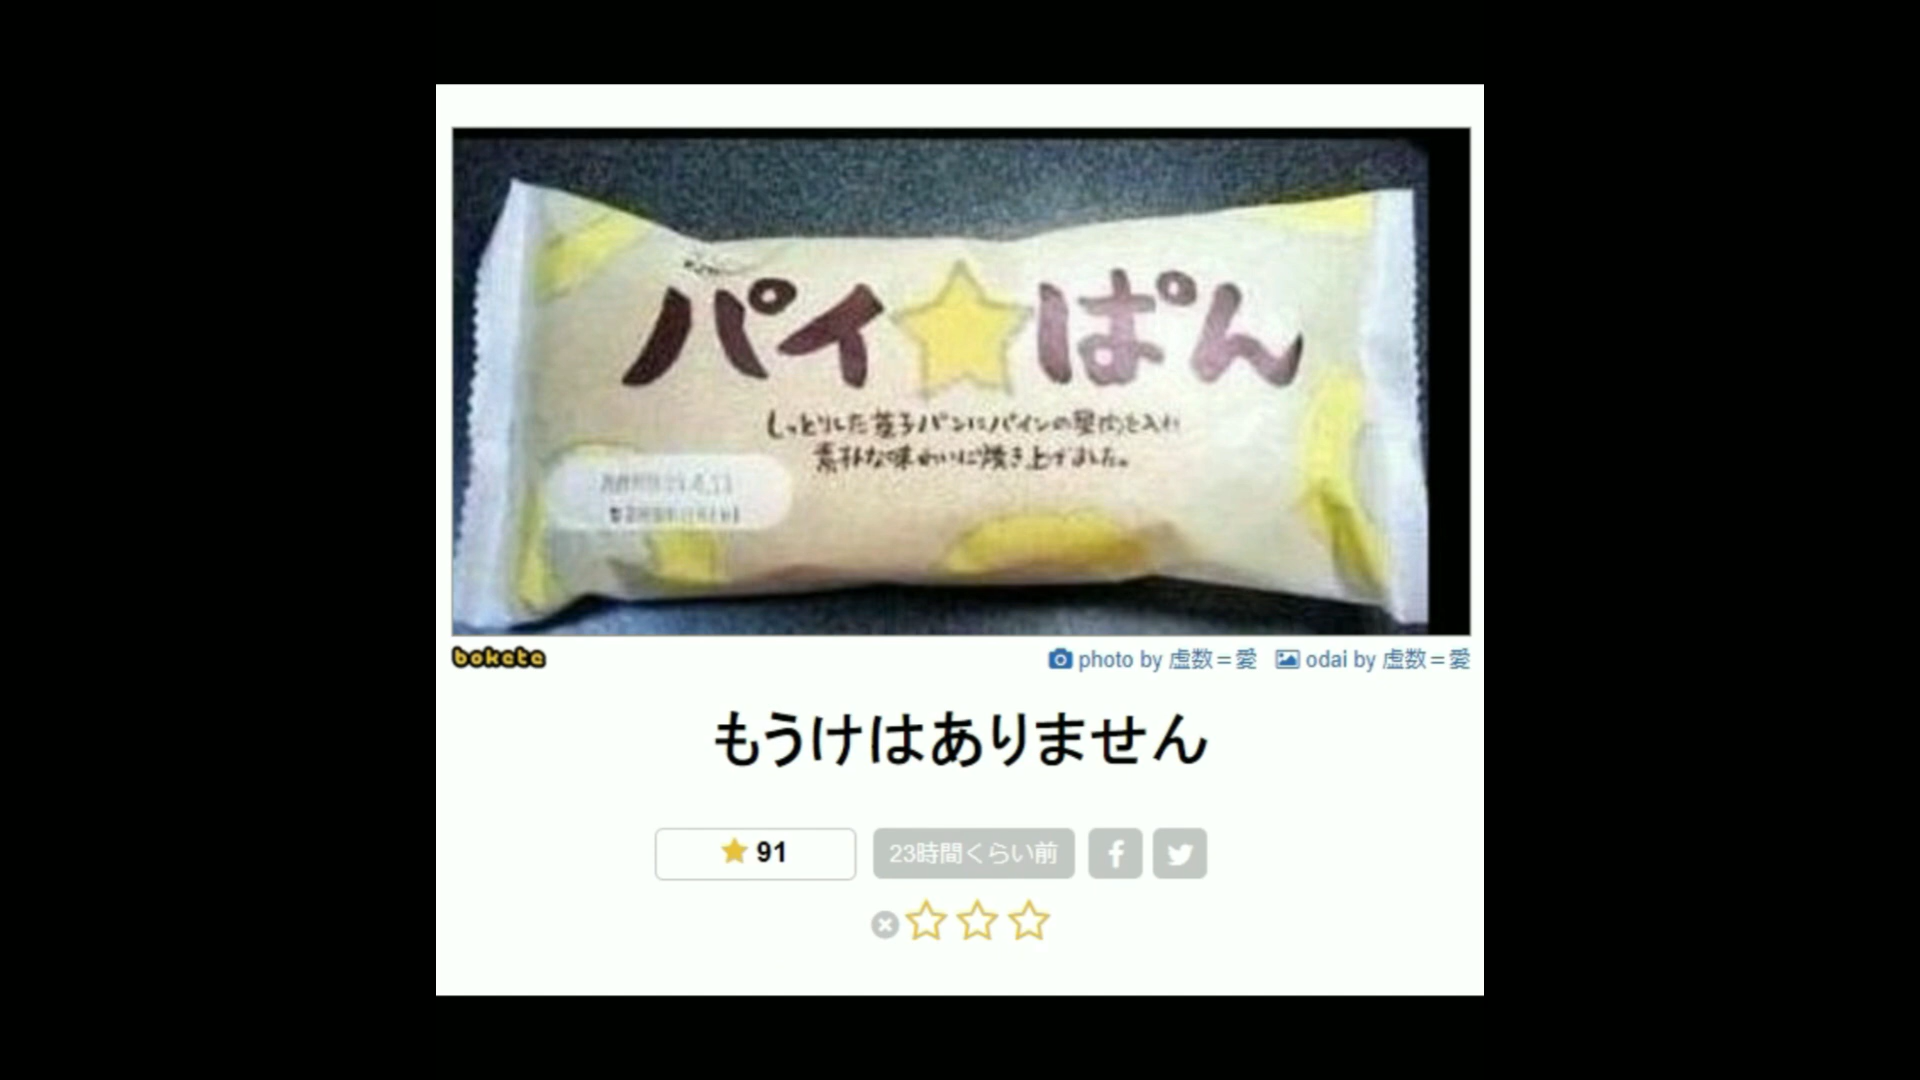 パイ★ぱん
しっとりした菓子パンにパインの果肉を入れ
素朴な味わいに焼き上げました。
bokete
photo by 虚数=愛 odai by 虚数=愛
もうけはありません
★ 91 23時間くらい前